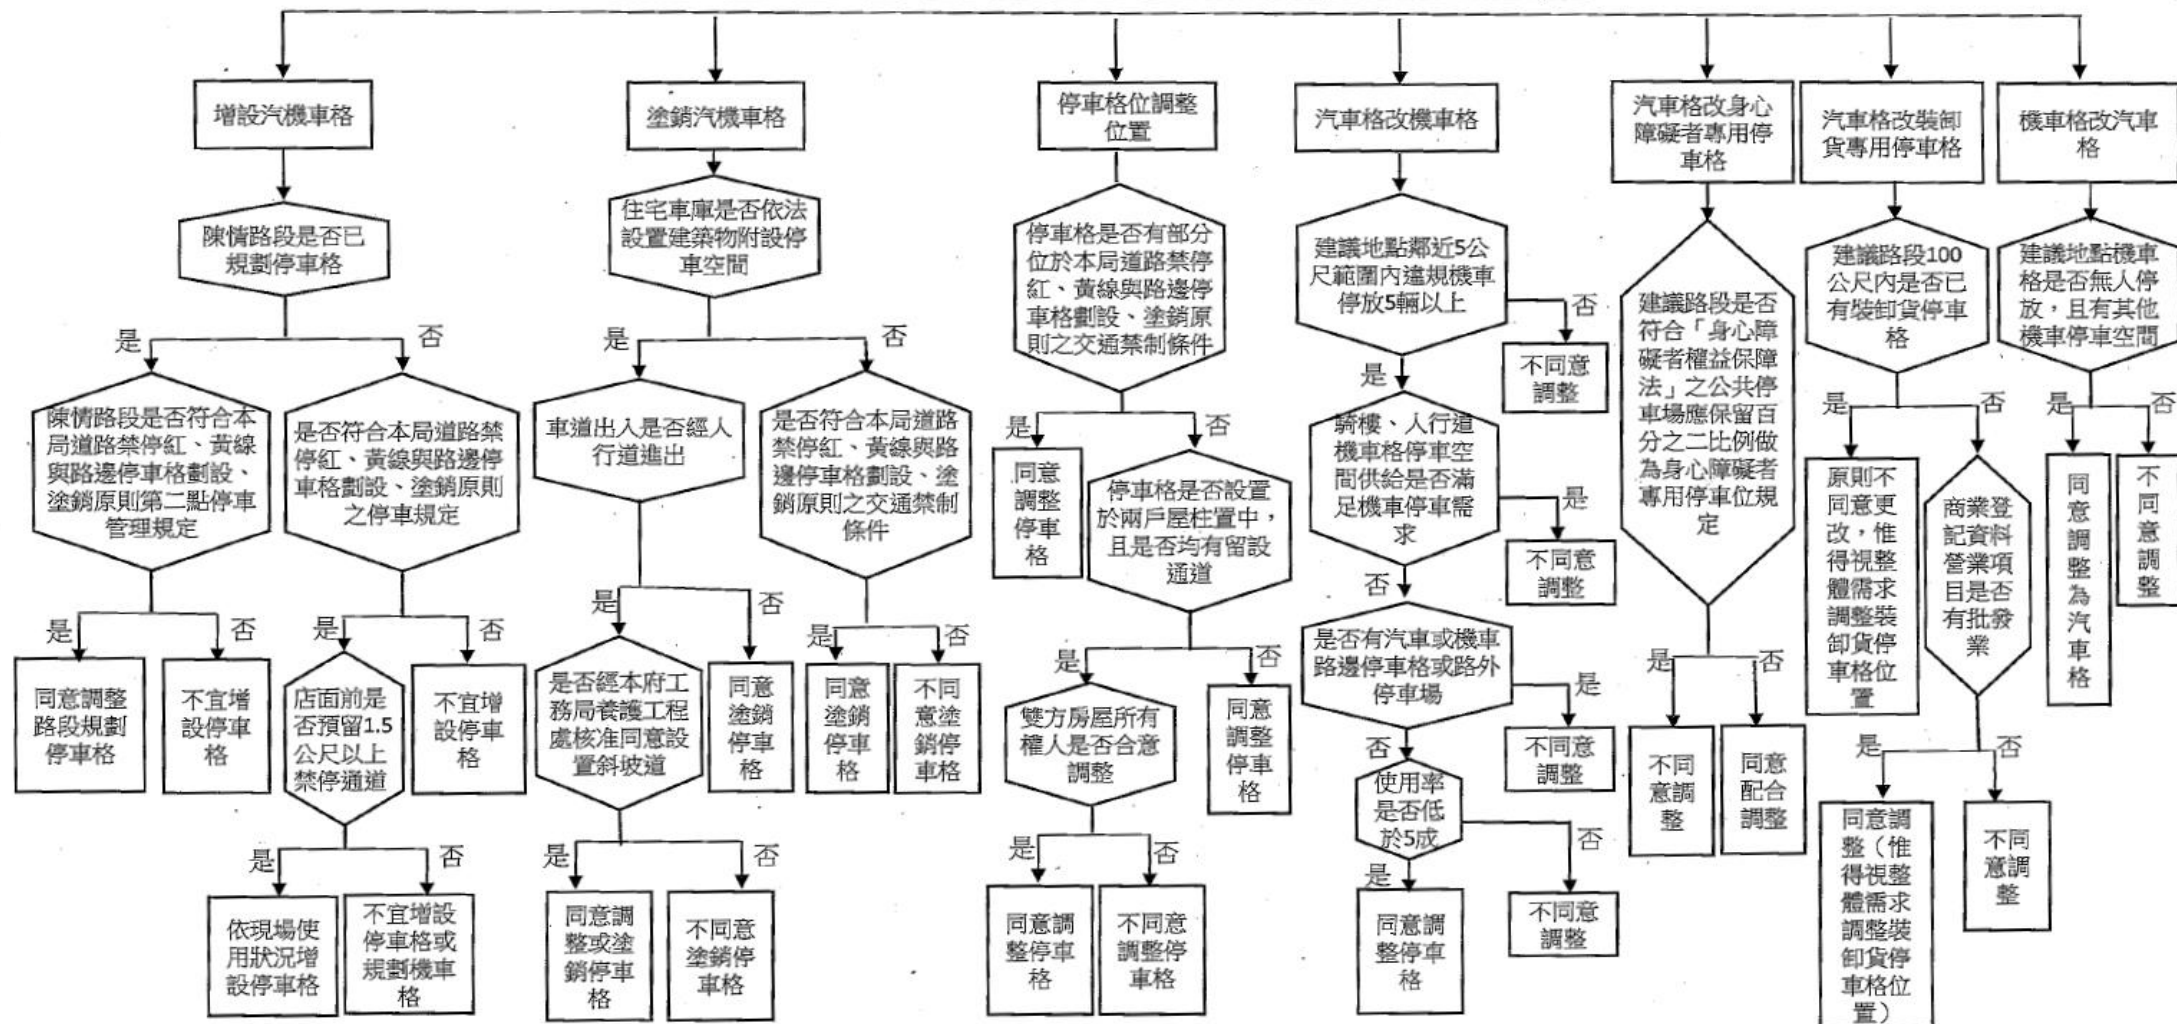 增設汽機車格
陳情路段是否已
規劃停車格
是
否
陳情路段是否符合本
局道路禁停紅、黃線
與路邊停車格劃設、
塗銷原則第二點停車
管理規定
是
否
同意調整
路段規劃
停車格
不宜增
設停車
格
是否符合本局道路禁
停紅、黃線與路邊停
車格劃設、塗銷原則
之停車規定
是
否
店面前是
否預留1.5
公尺以上
禁停通道
不宜增
設停車
格
是
否
依現場使
用狀況增
設停車格
不宜增設
停車格或
規劃機車
格
塗銷汽機車格
住宅車庫是否依法
設置建築物附設停
車空間
是
否
車道出入是否經人
行道進出
是
否
是否經本府工
務局養護工程
處核准同意設
置斜坡道
同意
塗銷
停車
格
是
否
同意調
整或塗
銷停車
格
不同意
塗銷停
車格
是否符合本局道路
禁停紅、黃線與路
邊停車格劃設、塗
銷原則之交通禁制
條件
是
否
同意
塗銷
停車
格
不同
意塗
銷停
車格
停車格位調整
位置
停車格是否有部分
位於本局道路禁停
紅、黃線與路邊停
車格劃設、塗銷原
則之交通禁制條件
是
否
同意
調整
停車
格
停車格是否設置
於兩戶屋柱置中，
且是否均有留設
通道
是
否
雙方房屋所有
權人是否合意
調整
同意
調整
停車
格
是
否
同意調
整停車
格
不同意
調整停
車格
汽車格改機車格
建議地點鄰近5公
尺範圍內違規機車
停放5輛以上
否
不同意
調整
是
騎樓、人行道
機車格停車空
間供給是否滿
足機車停車需
求
是
不同意
調整
否
是否有汽車或機車
路邊停車格或路外
停車場
是
不同意
調整
否
使用率
是否低
於5成
否
不同意
調整
是
同意調
整停車
格
汽車格改身心
障礙者專用停
車格
建議路段是否
符合「身心障
礙者權益保障
法」之公共停
車場應保留百
分之二比例做
為身心障礙者
專用停車位規
定
是
否
不同
意調
整
同意
配合
調整
汽車格改裝卸
貨專用停車格
建議路段100
公尺內是否已
有裝卸貨停車
格
是
否
原則不
同意更
改，惟
得視整
體需求
調整裝
卸貨停
車格位
置
商業登
記資料
營業項
目是否
有批發
業
是
否
同意調
整（惟
得視整
體需求
調整裝
卸貨停
車格位
置）
不同
意調
整
機車格改汽車
格
建議地點機車
格是否無人停
放，且有其他
機車停車空間
是
否
同
意
調
整
為
汽
車
格
不
同
意
調
整